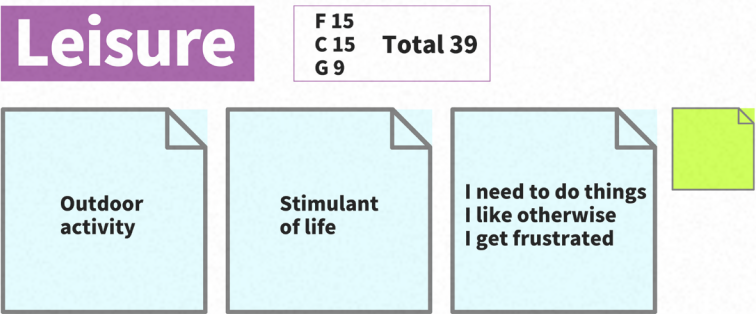 Leisure
F 15
C 15
G 9
Total 39
Outdoor
activity
Stimulant
of life
I need to do things
I like otherwise
I get frustrated